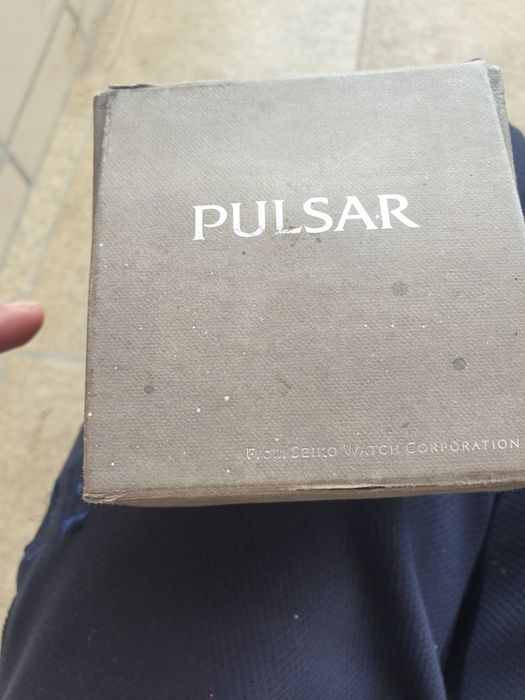 PULSAR
From SEIKO WATCH CORPORATION